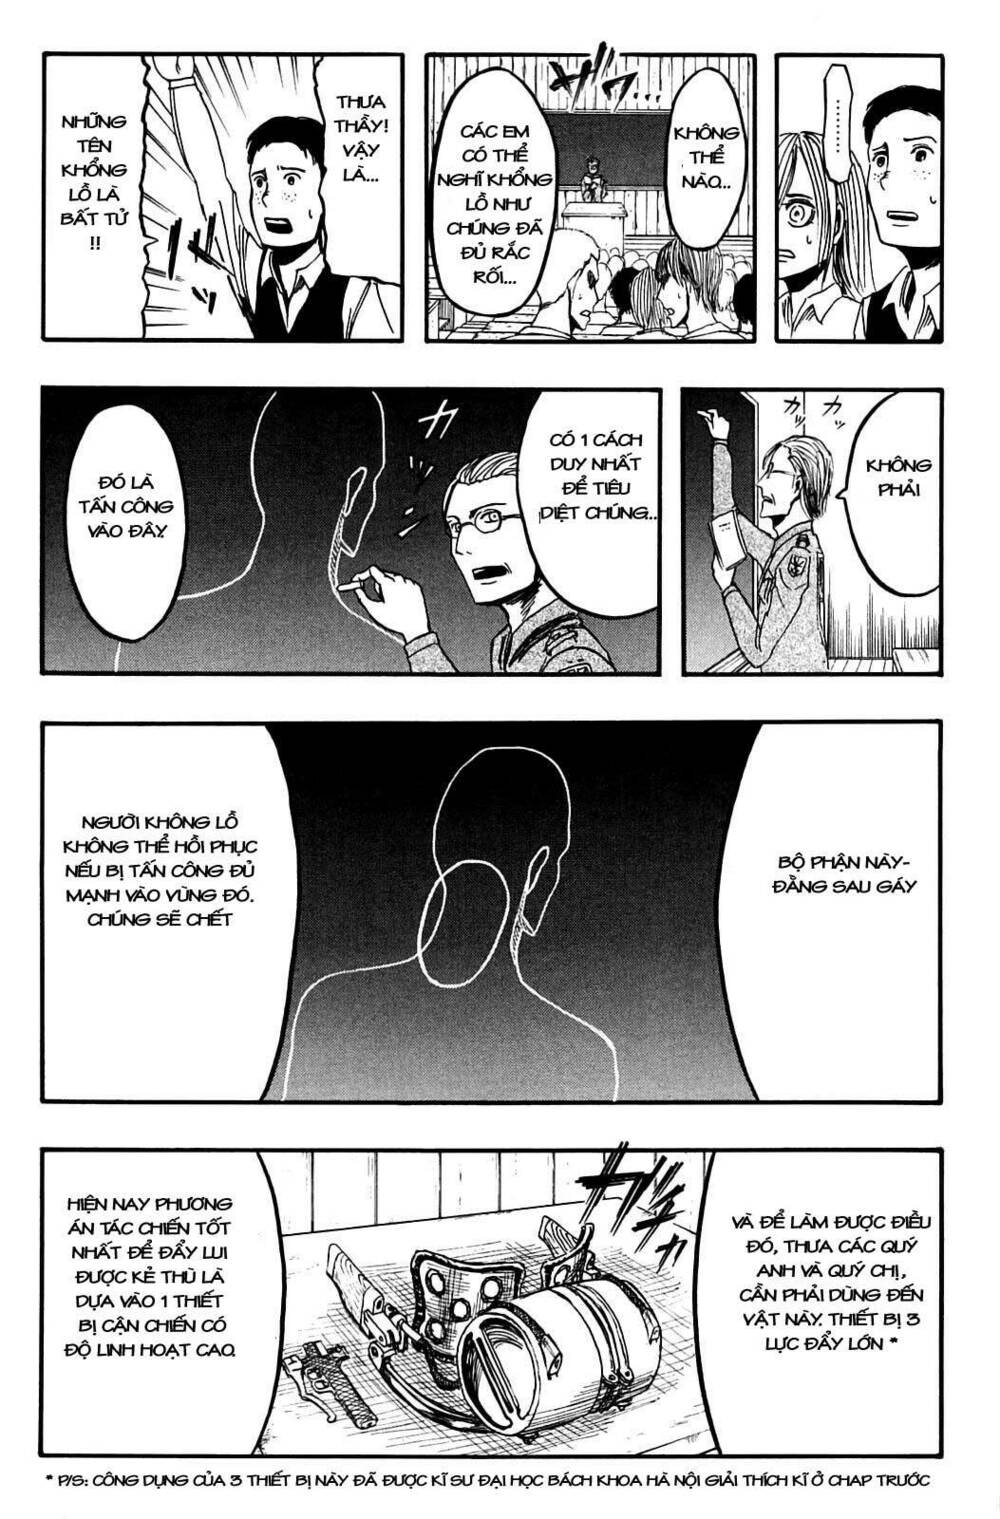 ..........
KHÔNG
THỂ
NÀO...
CÁC EM
CÓ THỂ
NGHĨ KHỔNG
LỒ NHƯ
CHÚNG ĐÃ
ĐỦ RẮC
RỐI...
THƯA
THẦY!
VẬY
LÀ...
NHỮNG
TÊN
KHỔNG
LỒ LÀ
BẤT TỬ
!!
KHÔNG
PHẢI
カッ カッ
CÓ 1 CÁCH
DUY NHẤT
ĐỂ TIÊU
DIỆT CHÚNG...
カッ
ĐÓ LÀ
TẤN CÔNG
VÀO ĐÂY.
BỘ PHẬN NÀY-
ĐẰNG SAU GÁY
NGƯỜI KHÔNG LỒ
KHÔNG THỂ HỒI PHỤC
NẾU BỊ TẤN CÔNG ĐỦ
MẠNH VÀO VÙNG ĐÓ.
CHÚNG SẼ CHẾT
VÀ ĐỂ LÀM ĐƯỢC ĐIỀU
ĐÓ, THƯA CÁC QUÝ
ANH VÀ QUÝ CHỊ,
CẦN PHẢI DÙNG ĐẾN
VẬT NÀY. THIẾT BỊ 3
LỰC ĐẨY LỚN *
HIỆN NAY PHƯƠNG
ÁN TÁC CHIẾN TỐT
NHẤT ĐỂ ĐẨY LUI
ĐƯỢC KẺ THÙ LÀ
DỰA VÀO 1 THIẾT
BỊ CẬN CHIẾN CÓ
ĐỘ LINH HOẠT CAO.
* P/S: CÔNG DỤNG CỦA 3 THIẾT BỊ NÀY ĐÃ ĐƯỢC KĨ SƯ ĐẠI HỌC BÁCH KHOA HÀ NỘI GIẢI THÍCH KĨ Ở CHAP TRƯỚC